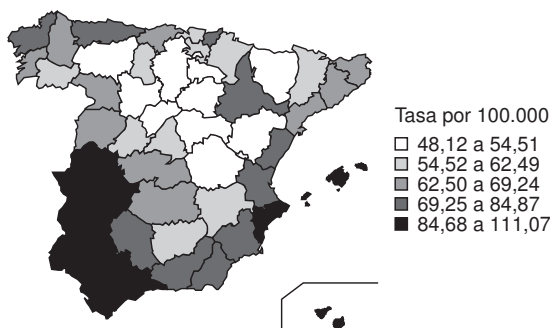 Tasa por 100.000
48,12 a 54,51
54,52 a 62,49
62,50 a 69,24
69,25 a 84,87
84,68 a 111,07